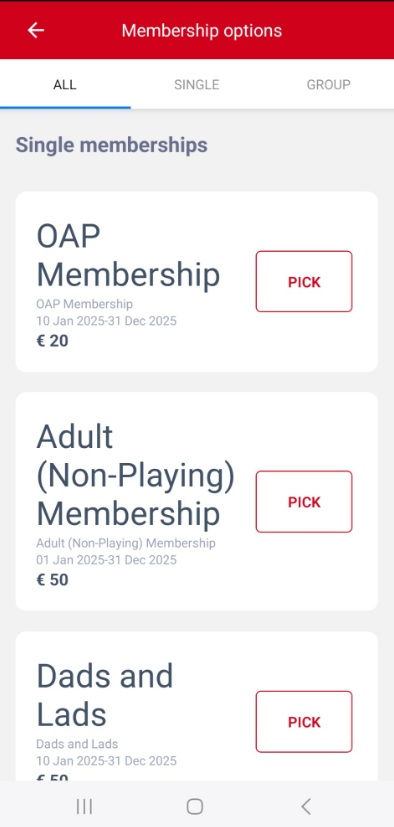 Membership options
ALL
SINGLE
GROUP
Single memberships
OAP
Membership
OAP Membership
10 Jan 2025-31 Dec 2025
€ 20
PICK
Adult
(Non-Playing)
Membership
Adult (Non-Playing) Membership
01 Jan 2025-31 Dec 2025
€ 50
PICK
Dads and
Lads
Dads and Lads
10 Jan 2025-31 Dec 2025
€ 50
PICK